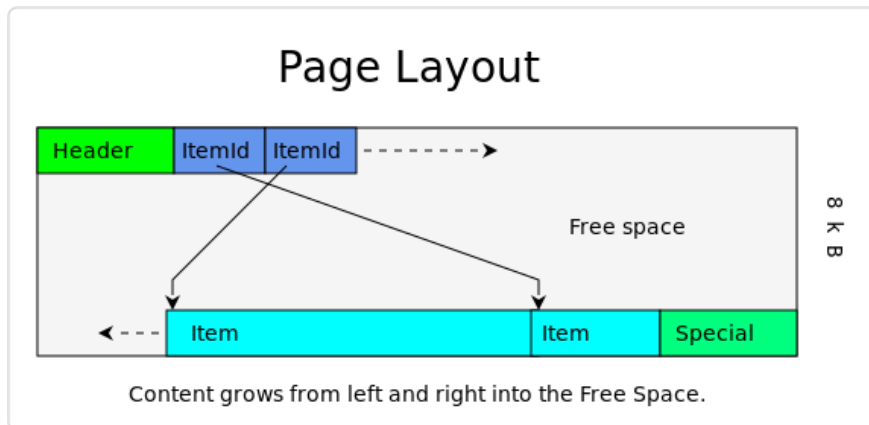 Page Layout
Header ItemId ItemId
Free space
8 kB
Item Item Special
Content grows from left and right into the Free Space.